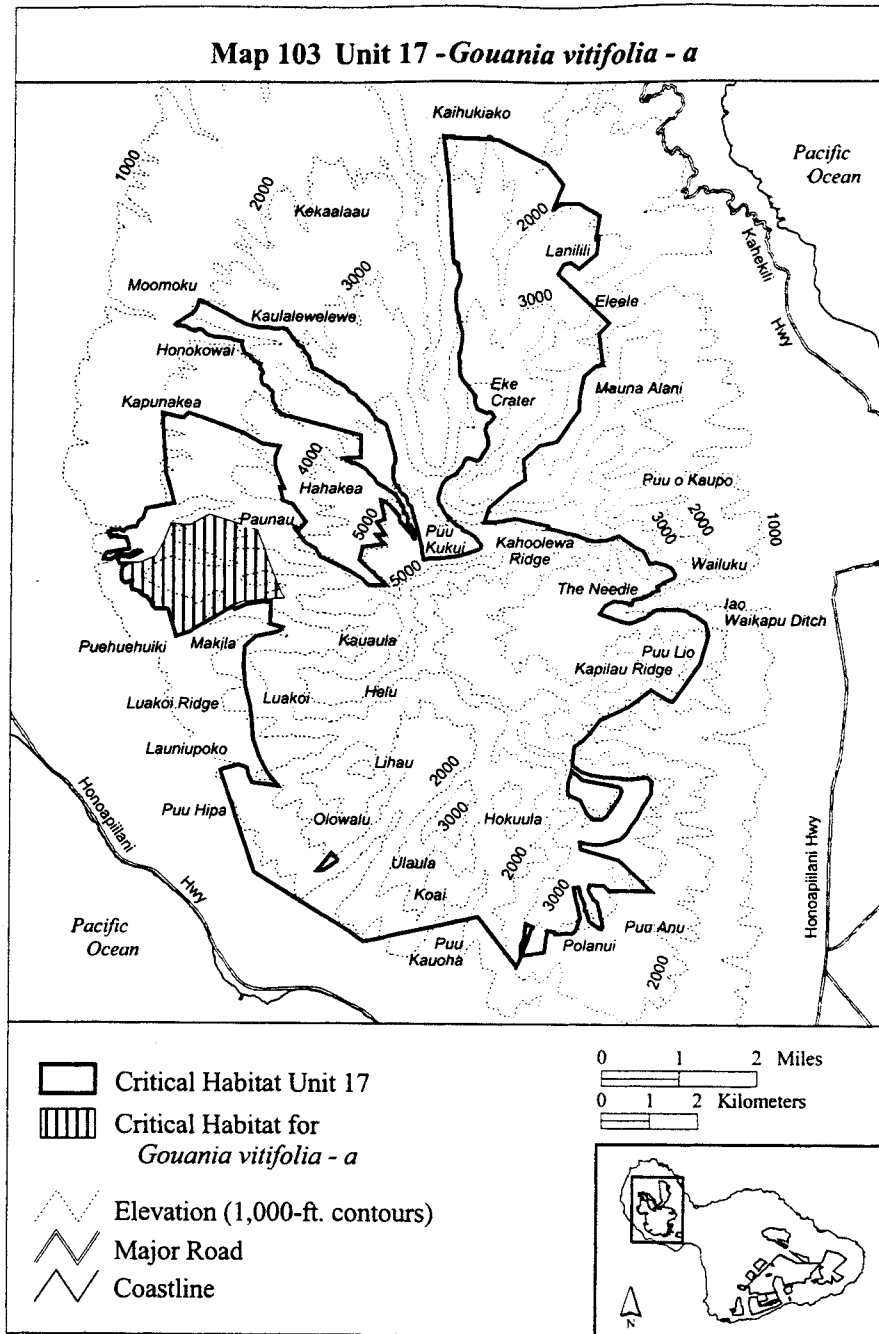 Map 103 Unit 17 - Gouania vitifolia - a
Kaihukiako
Pacific
Ocean
1000
2000
Kekaalaau
2000
Lanilili
Kahekili
Hwy
3000
Moomoku
Kaulalewelewe
3000
Eleele
Honokowai
Kapunakea
Eke
Crater
Mauna Alani
4000
Hahakea
Puu o Kaupo
Paunau
5000
Puu
Kukui
Kahoolewa
Ridge
3000
2000
1000
Wailuku
5000
The Needle
Iao
Waikapu Ditch
Puehuehuiki
Makila
Kauaula
Puu Lio
Kapilau Ridge
Luakoi Ridge
Luakoi
Helu
Launiupoko
Lihau
2000
Puu Hipa
Olowalu
3000
Hokuula
Honoapiilani
Hwy
Ulaula
2000
Koai
3000
Honoapiilani Hwy
Pacific
Ocean
Puu
Kauoha
Polanui
Puu Anu
2000
Critical Habitat Unit 17
Critical Habitat for
Gouania vitifolia - a
Elevation (1,000-ft. contours)
Major Road
Coastline
0 1 2 Miles
0 1 2 Kilometers
N